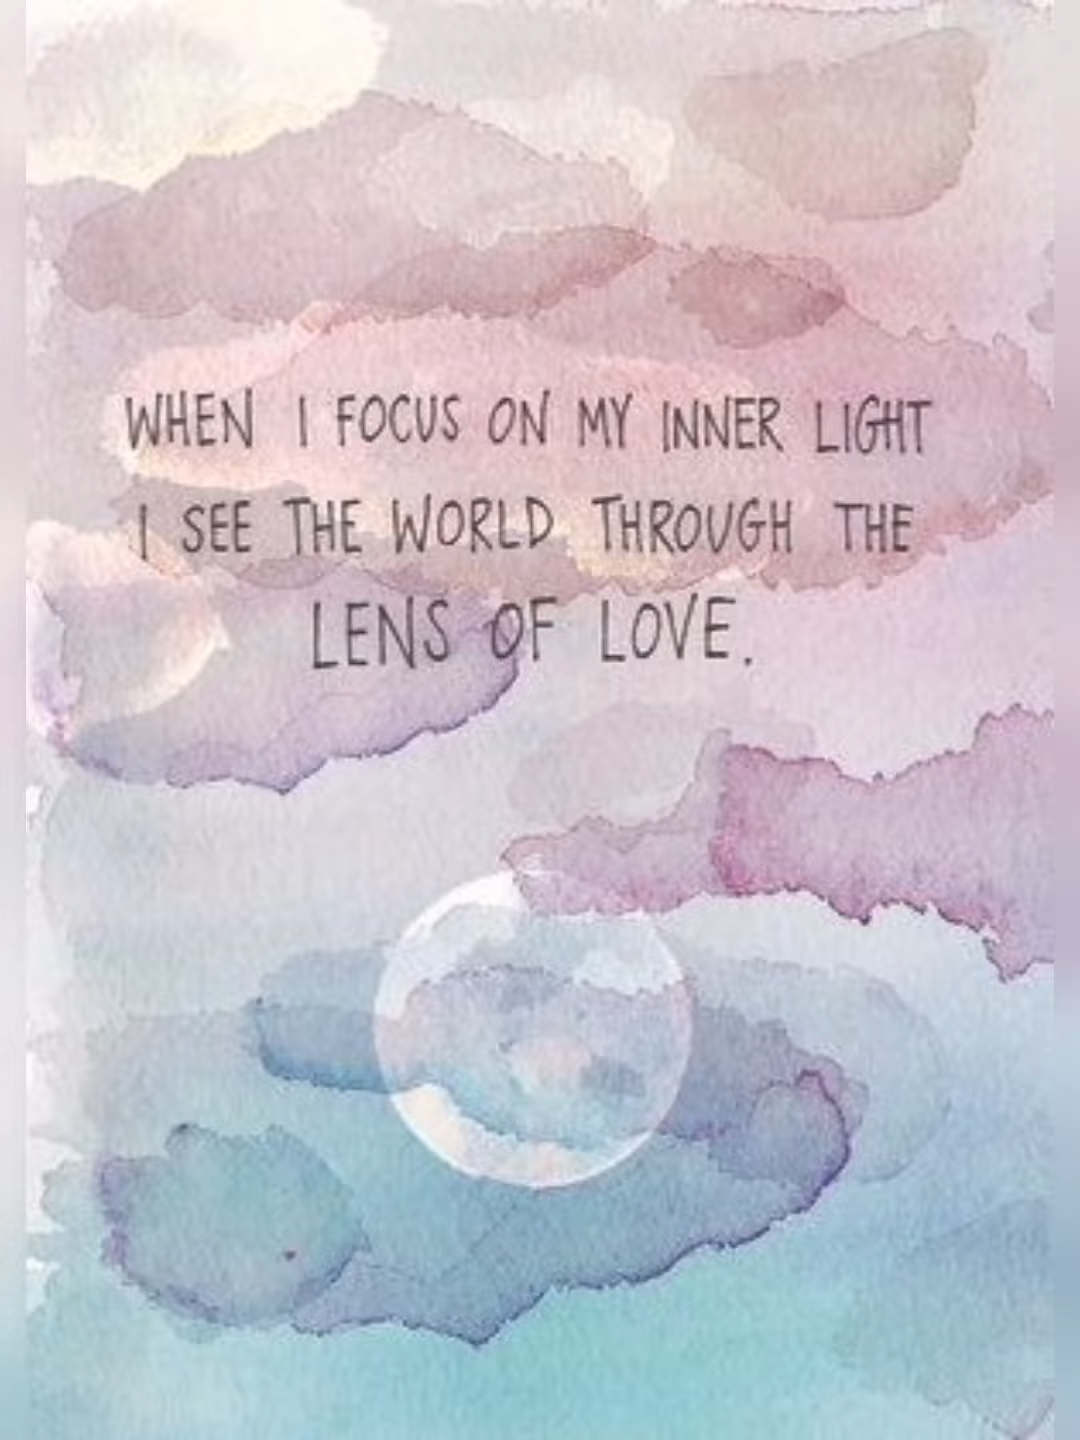 WHEN I FOCUS ON MY INNER LIGHT
I SEE THE WORLD THROUGH THE
LENS OF LOVE.